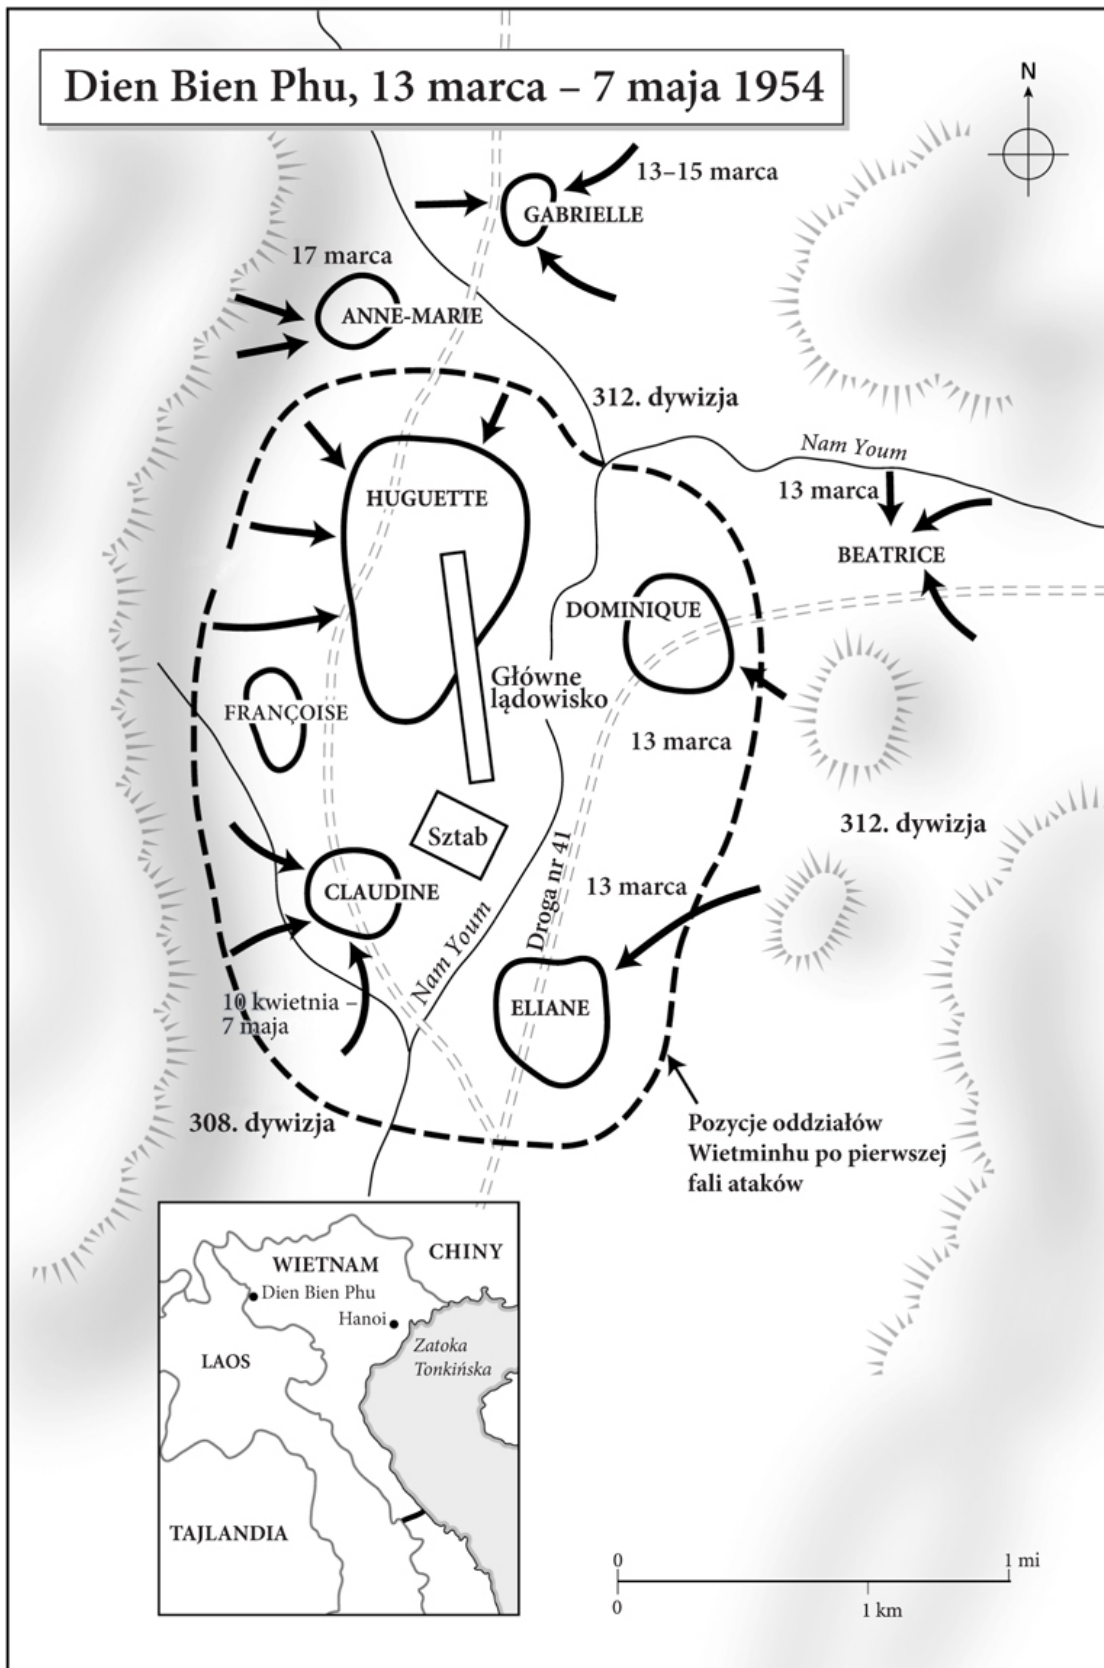 Dien Bien Phu, 13 marca – 7 maja 1954
N
13–15 marca
GABRIELLE
17 marca
ANNE-MARIE
312. dywizja
Nam Youm
13 marca
HUGUETTE
BEATRICE
DOMINIQUE
Główne
lądowisko
FRANÇOISE
13 marca
312. dywizja
Sztab
Droga nr 41
13 marca
CLAUDINE
Nam Youm
10 kwietnia –
7 maja
ELIANE
308. dywizja
Pozycje oddziałów
Wietminhu po pierwszej
fali ataków
CHINY
WIETNAM
Dien Bien Phu
Hanoi
Zatoka
Tonkińska
LAOS
TAJLANDIA
0
1 mi
0
1 km